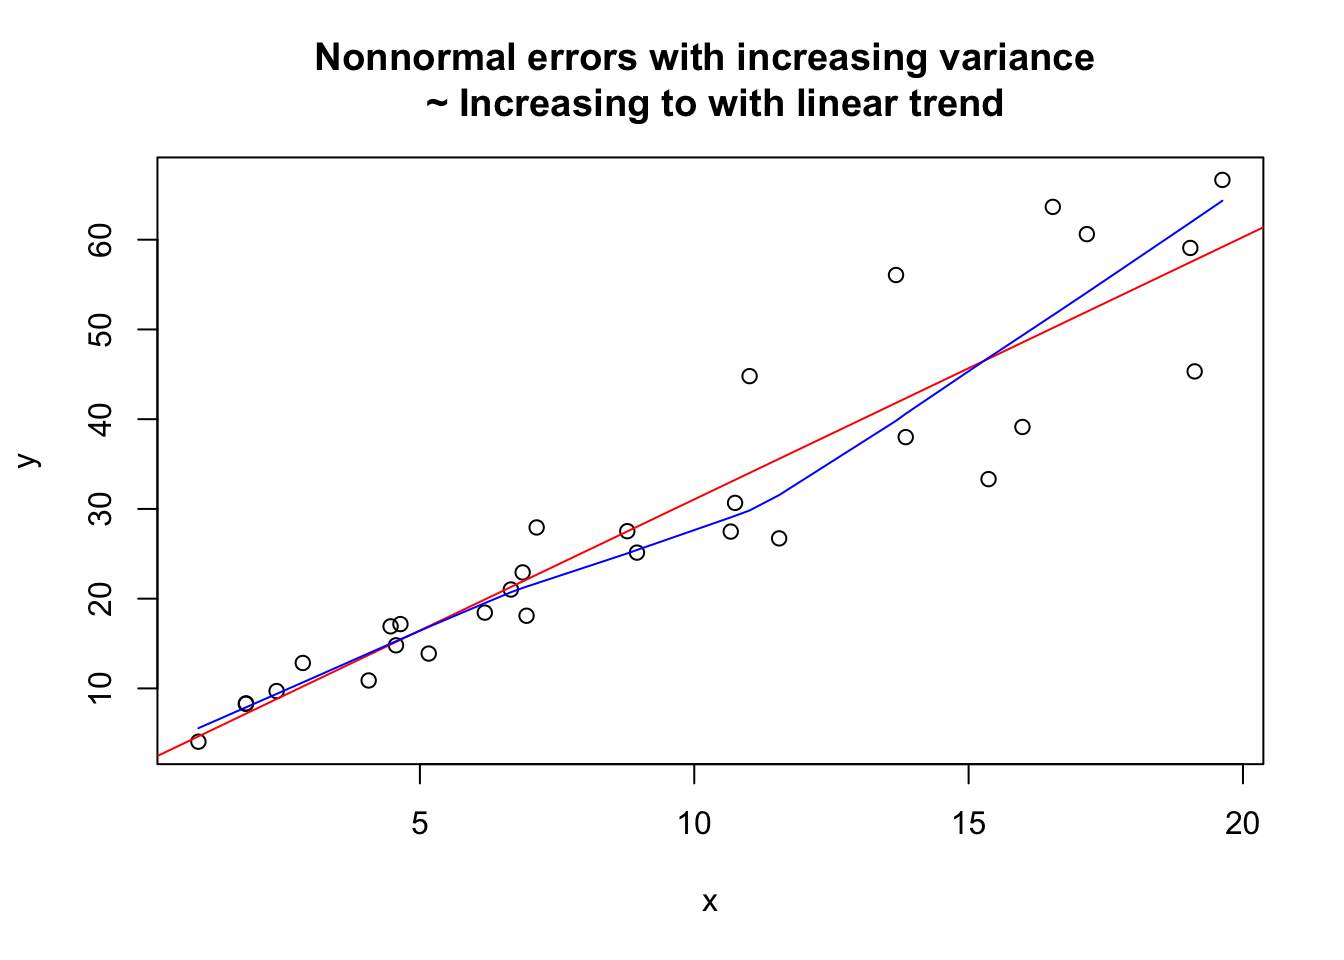 Nonnormal errors with increasing variance
~ Increasing to with linear trend
60
50
40
30
20
10
y
5 10 15 20
x